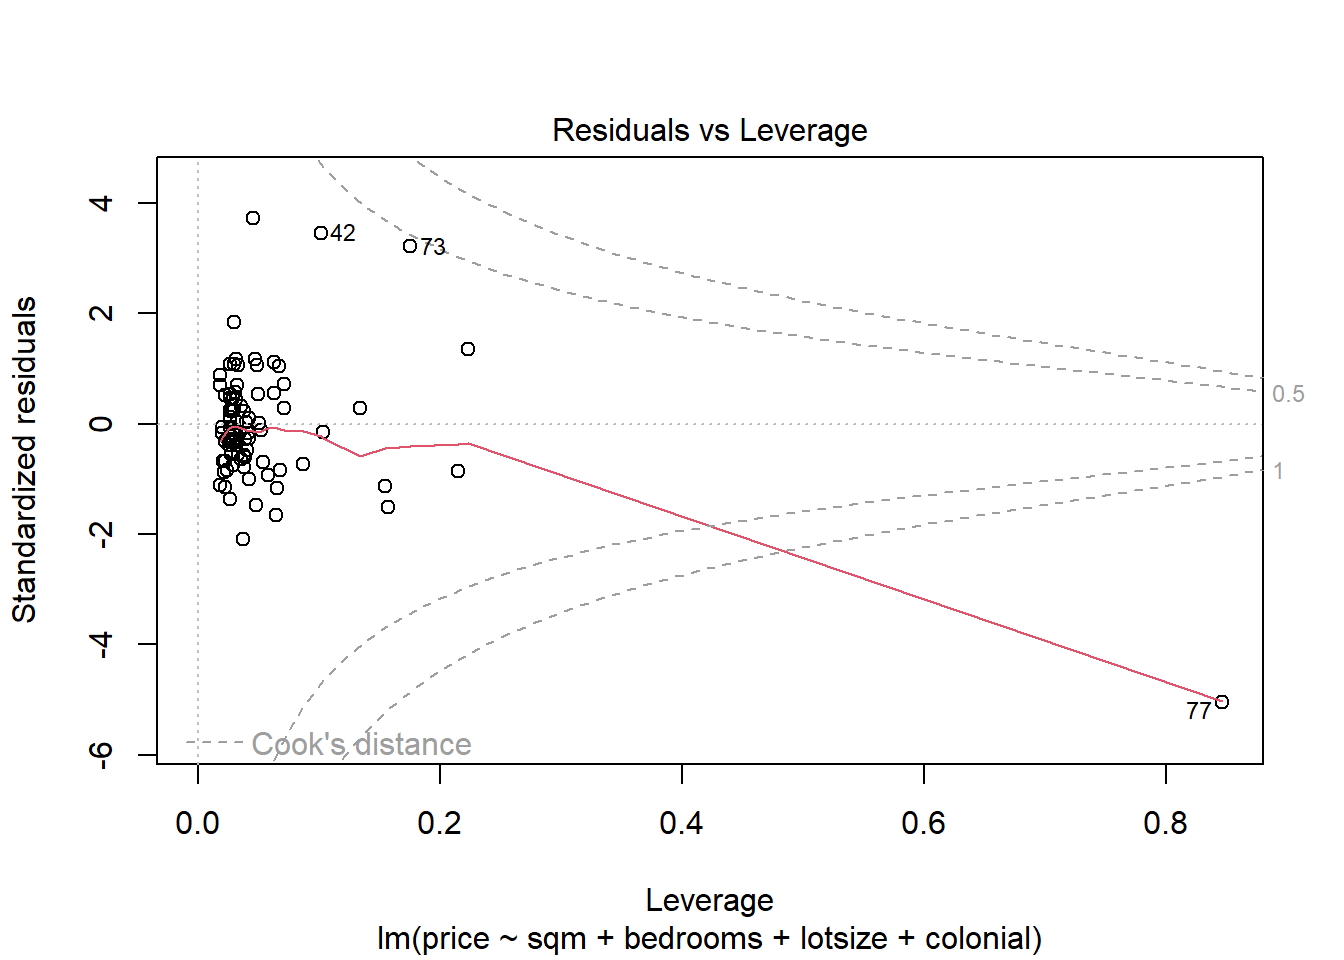 Residuals vs Leverage
Standardized residuals
4
2
0
-2
-4
-6
42
73
77
0.5
1
Cook's distance
0.0 0.2 0.4 0.6 0.8
Leverage
lm(price ~ sqm + bedrooms + lotsize + colonial)